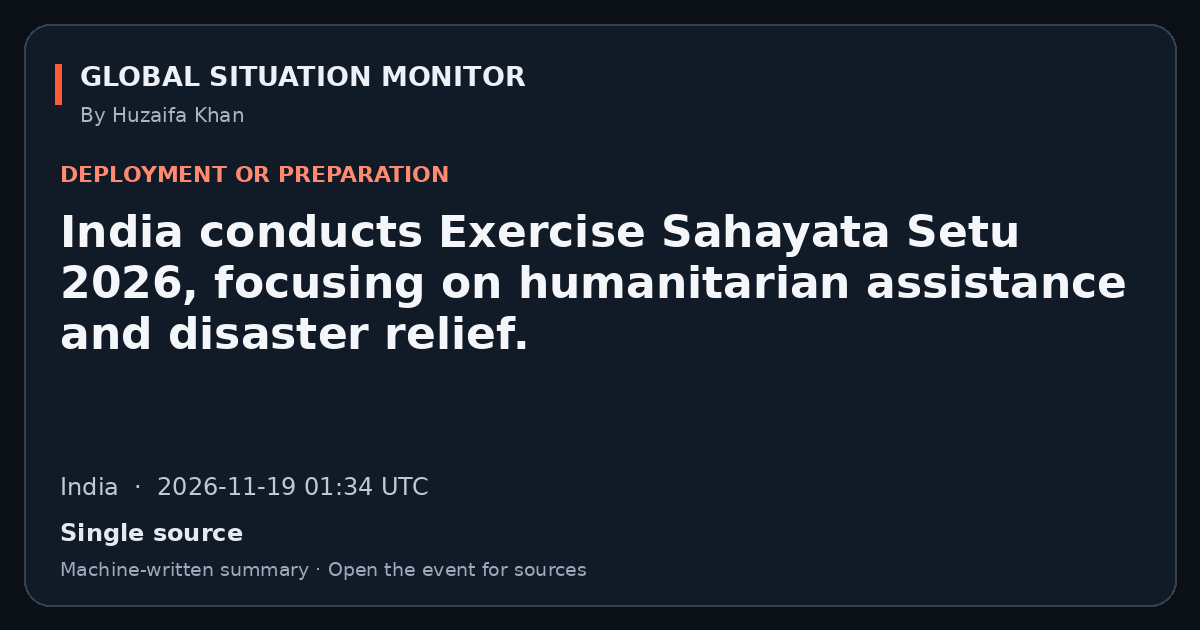 GLOBAL SITUATION MONITOR
By Huzaifa Khan
DEPLOYMENT OR PREPARATION
India conducts Exercise Sahayata Setu
2026, focusing on humanitarian assistance
and disaster relief.
India · 2026-11-19 01:34 UTC
Single source
Machine-written summary · Open the event for sources